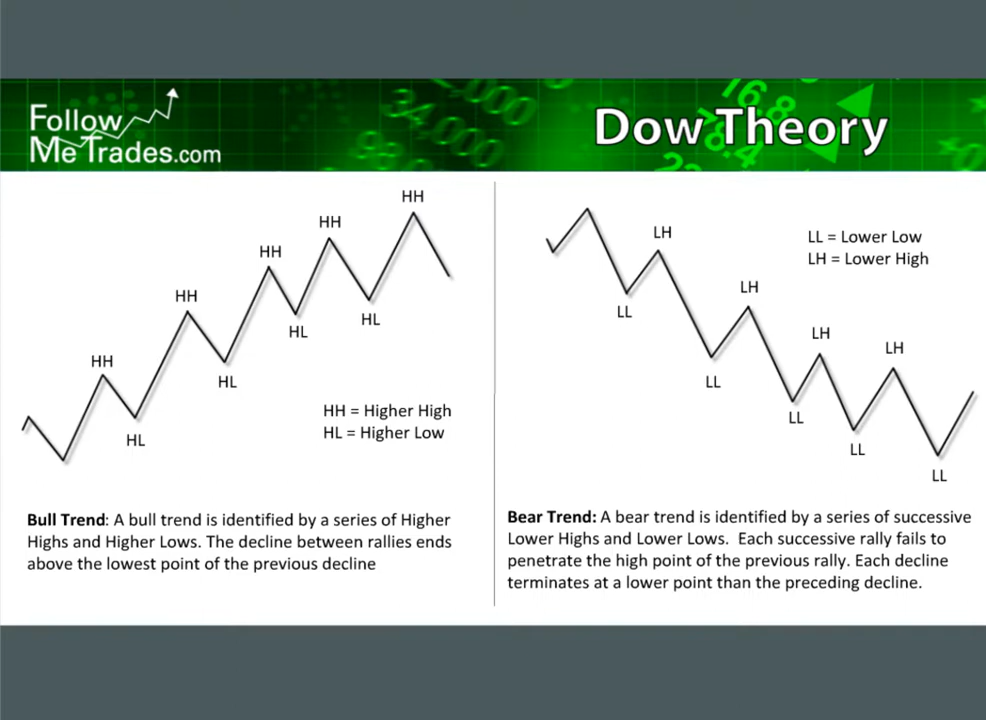 Follow
MeTrades.com
Dow Theory
HH
HH
HH
HH
HH
HL
HL
HL
HL
HH = Higher High
HL = Higher Low
Bull Trend: A bull trend is identified by a series of Higher
Highs and Higher Lows. The decline between rallies ends
above the lowest point of the previous decline
LH
LH
LH
LH
LL
LL
LL
LL
LL
LL = Lower Low
LH = Lower High
Bear Trend: A bear trend is identified by a series of successive
Lower Highs and Lower Lows. Each successive rally fails to
penetrate the high point of the previous rally. Each decline
terminates at a lower point than the preceding decline.